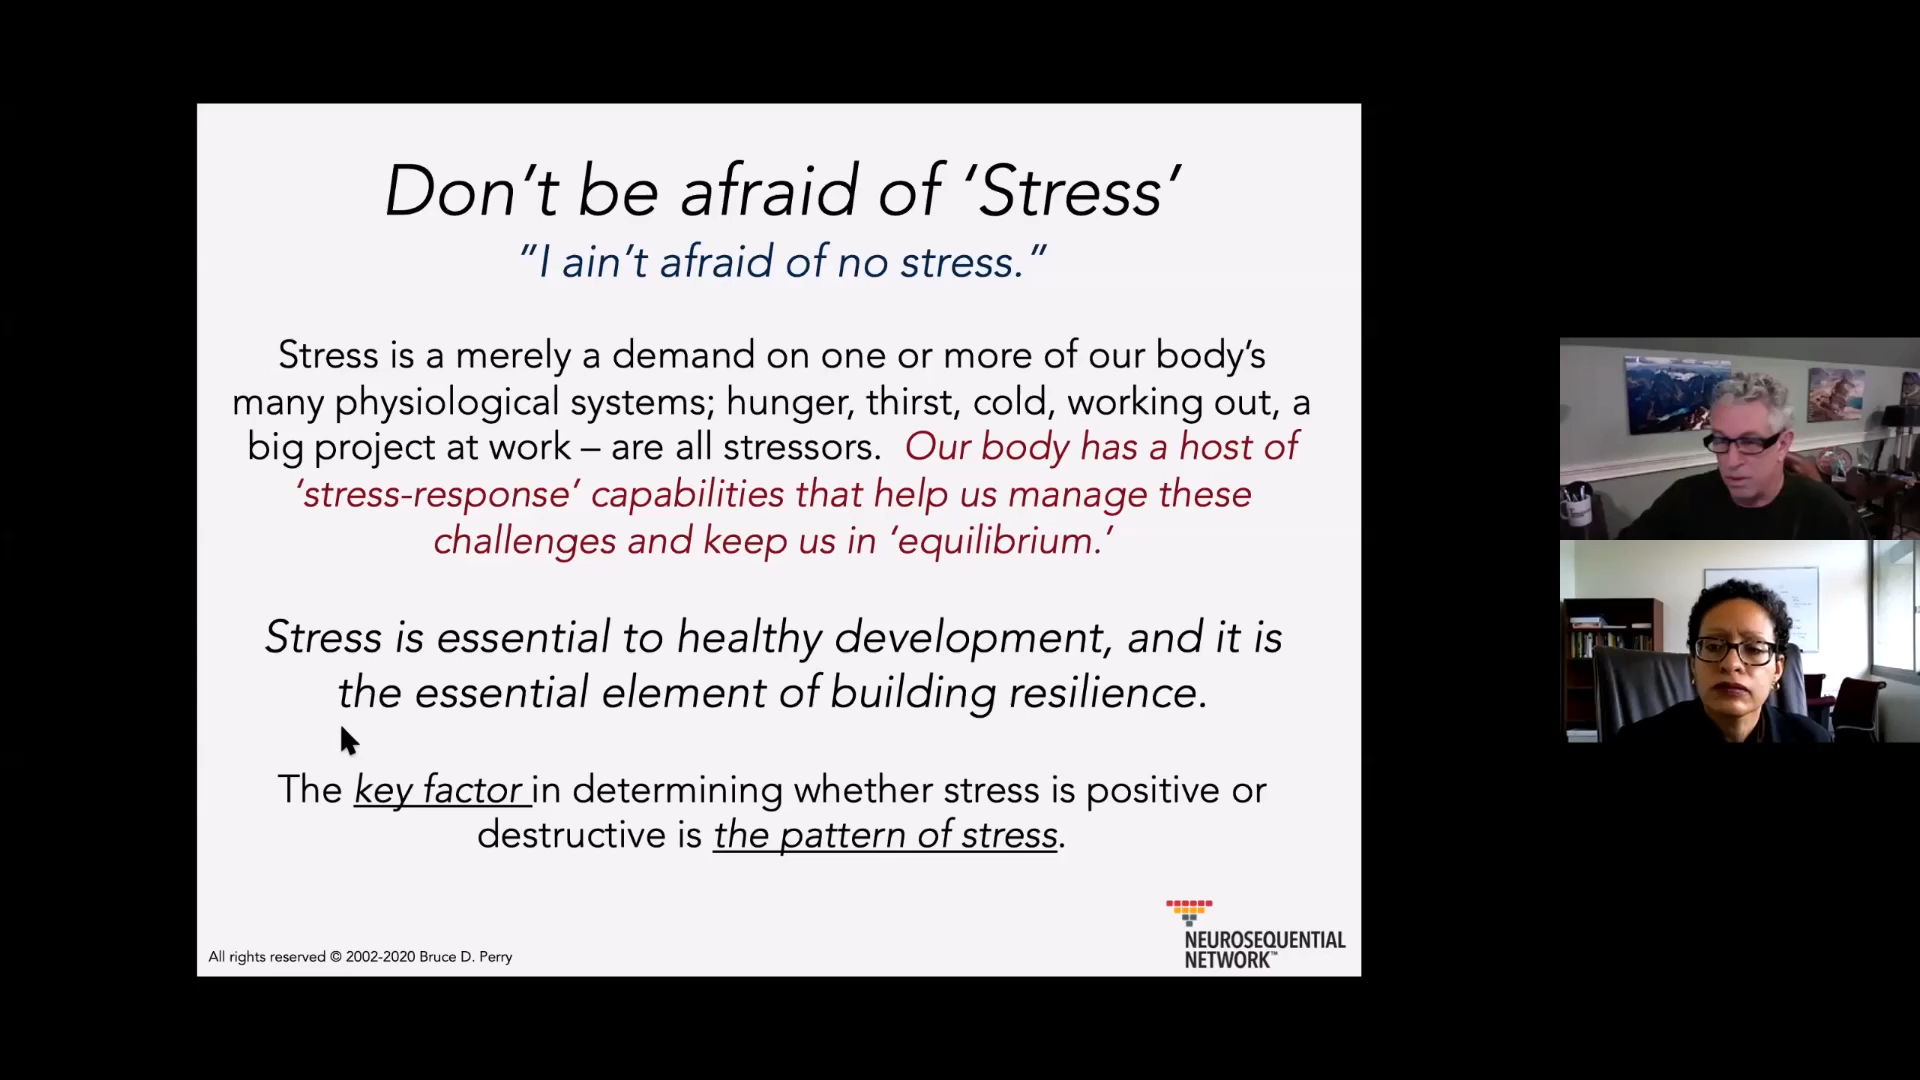 Don’t be afraid of ‘Stress’
“I ain’t afraid of no stress.”
Stress is a merely a demand on one or more of our body’s
many physiological systems; hunger, thirst, cold, working out, a
big project at work – are all stressors. Our body has a host of
‘stress-response’ capabilities that help us manage these
challenges and keep us in ‘equilibrium.’
Stress is essential to healthy development, and it is
the essential element of building resilience.
The key factor in determining whether stress is positive or
destructive is the pattern of stress.
All rights reserved © 2002-2020 Bruce D. Perry
NEUROSEQUENTIAL
NETWORK™